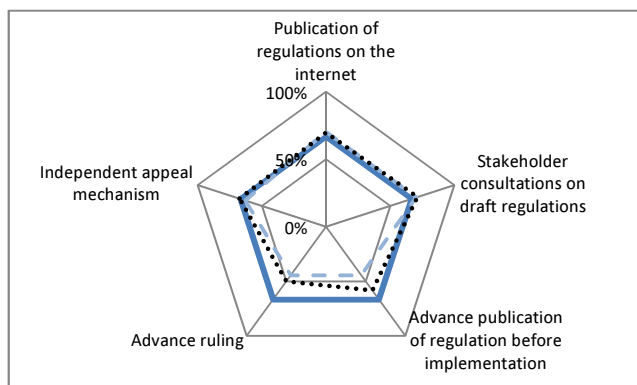 Publication of
regulations on the
internet
100%
50%
0%
Stakeholder
consultations on
draft regulations
Independent appeal
mechanism
Advance publication
of regulation before
implementation
Advance ruling